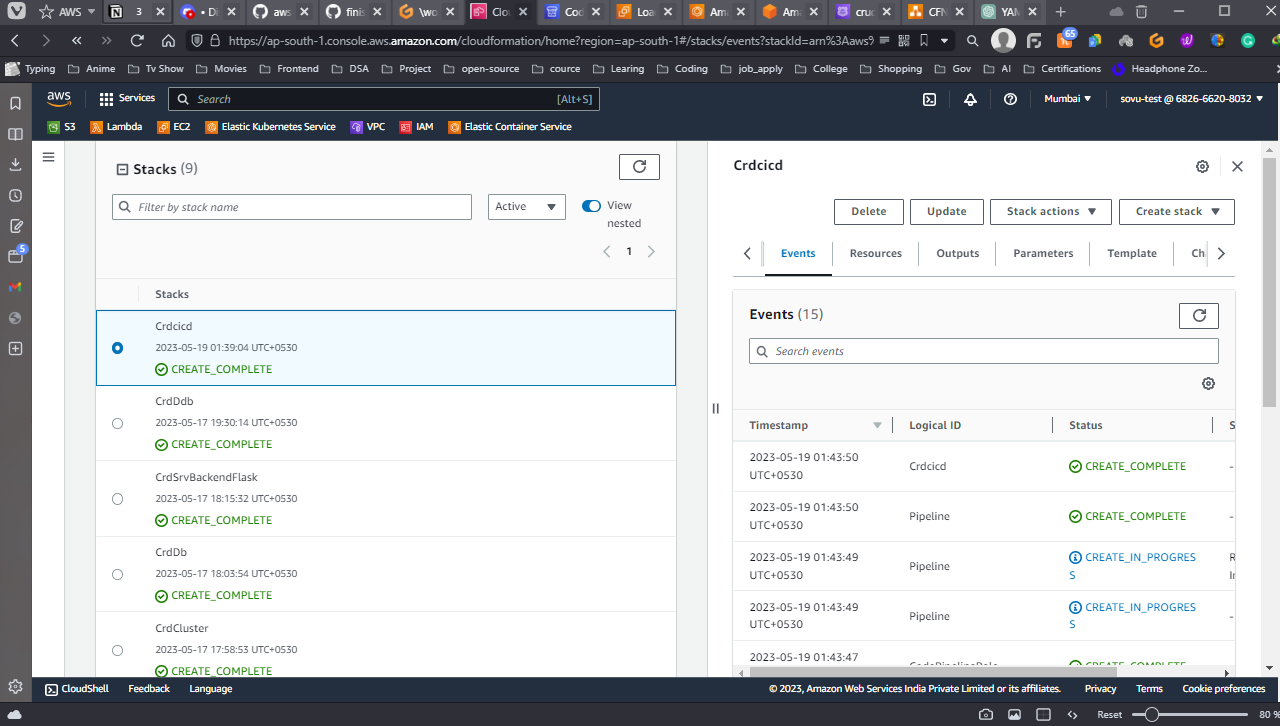 AWS
3
Di
aws
finis
\wo
Clo
Cod
Loa
Ama
Am
cruc
CFN
YAM
https://ap-south-1.console.aws.amazon.com/cloudformation/home?region=ap-south-1#/stacks/events?stackId=arn%3Aaws%
65
Typing
Anime
Tv Show
Movies
Frontend
DSA
Project
open-source
cource
Learing
Coding
job_apply
College
Shopping
Gov
AI
Certifications
Headphone Zo...
aws
Services
Search
[Alt+S]
Mumbai
sovu-test @ 6826-6620-8032
S3
Lambda
EC2
Elastic Kubernetes Service
VPC
IAM
Elastic Container Service
5
Stacks (9)
Filter by stack name
Active
View
nested
1
Stacks
Crdcicd
2023-05-19 01:39:04 UTC+0530
CREATE_COMPLETE
CrdDdb
2023-05-17 19:30:14 UTC+0530
CREATE_COMPLETE
CrdSrvBackendFlask
2023-05-17 18:15:32 UTC+0530
CREATE_COMPLETE
CrdDb
2023-05-17 18:03:54 UTC+0530
CREATE_COMPLETE
CrdCluster
2023-05-17 17:58:53 UTC+0530
CREATE_COMPLETE
Crdcicd
Delete
Update
Stack actions
Create stack
Events
Resources
Outputs
Parameters
Template
Ch
Events (15)
Search events
Timestamp
Logical ID
Status
S
2023-05-19 01:43:50
UTC+0530
Crdcicd
CREATE_COMPLETE
-
2023-05-19 01:43:50
UTC+0530
Pipeline
CREATE_COMPLETE
-
2023-05-19 01:43:49
UTC+0530
Pipeline
CREATE_IN_PROGRES
S
R
In
2023-05-19 01:43:49
UTC+0530
Pipeline
CREATE_IN_PROGRES
S
-
2023-05-19 01:43:47
CodePipelineRole
CREATE_COMPLETE
CloudShell
Feedback
Language
© 2023, Amazon Web Services India Private Limited or its affiliates.
Privacy
Terms
Cookie preferences
Reset
80 %